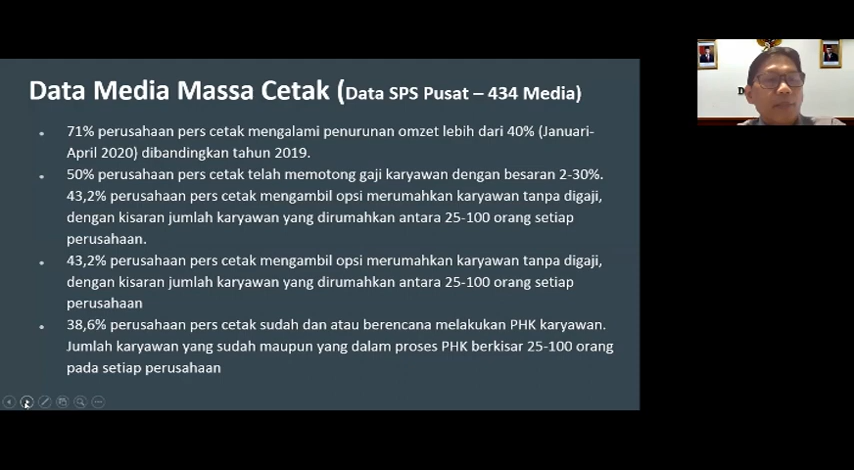 Data Media Massa Cetak (Data SPS Pusat – 434 Media)
• 71% perusahaan pers cetak mengalami penurunan omzet lebih dari 40% (Januari-
April 2020) dibandingkan tahun 2019.
• 50% perusahaan pers cetak telah memotong gaji karyawan dengan besaran 2-30%.
43,2% perusahaan pers cetak mengambil opsi merumahkan karyawan tanpa digaji,
dengan kisaran jumlah karyawan yang dirumahkan antara 25-100 orang setiap
perusahaan.
• 43,2% perusahaan pers cetak mengambil opsi merumahkan karyawan tanpa digaji,
dengan kisaran jumlah karyawan yang dirumahkan antara 25-100 orang setiap
perusahaan
• 38,6% perusahaan pers cetak sudah dan atau berencana melakukan PHK karyawan.
Jumlah karyawan yang sudah maupun yang dalam proses PHK berkisar 25-100 orang
pada setiap perusahaan